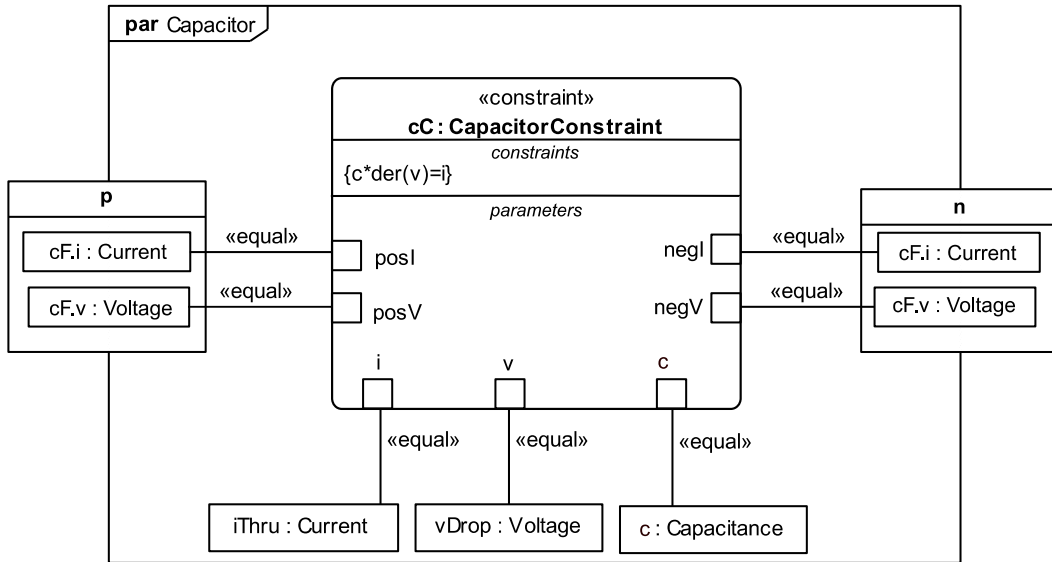 par Capacitor
«constraint»
cC : CapacitorConstraint
constraints
{c*der(v)=i}
parameters
p
n
cF.i : Current
«equal»
posI
negI
«equal»
cF.i : Current
cF.v : Voltage
«equal»
posV
negV
«equal»
cF.v : Voltage
i
v
c
«equal»
«equal»
«equal»
iThru : Current
vDrop : Voltage
c : Capacitance